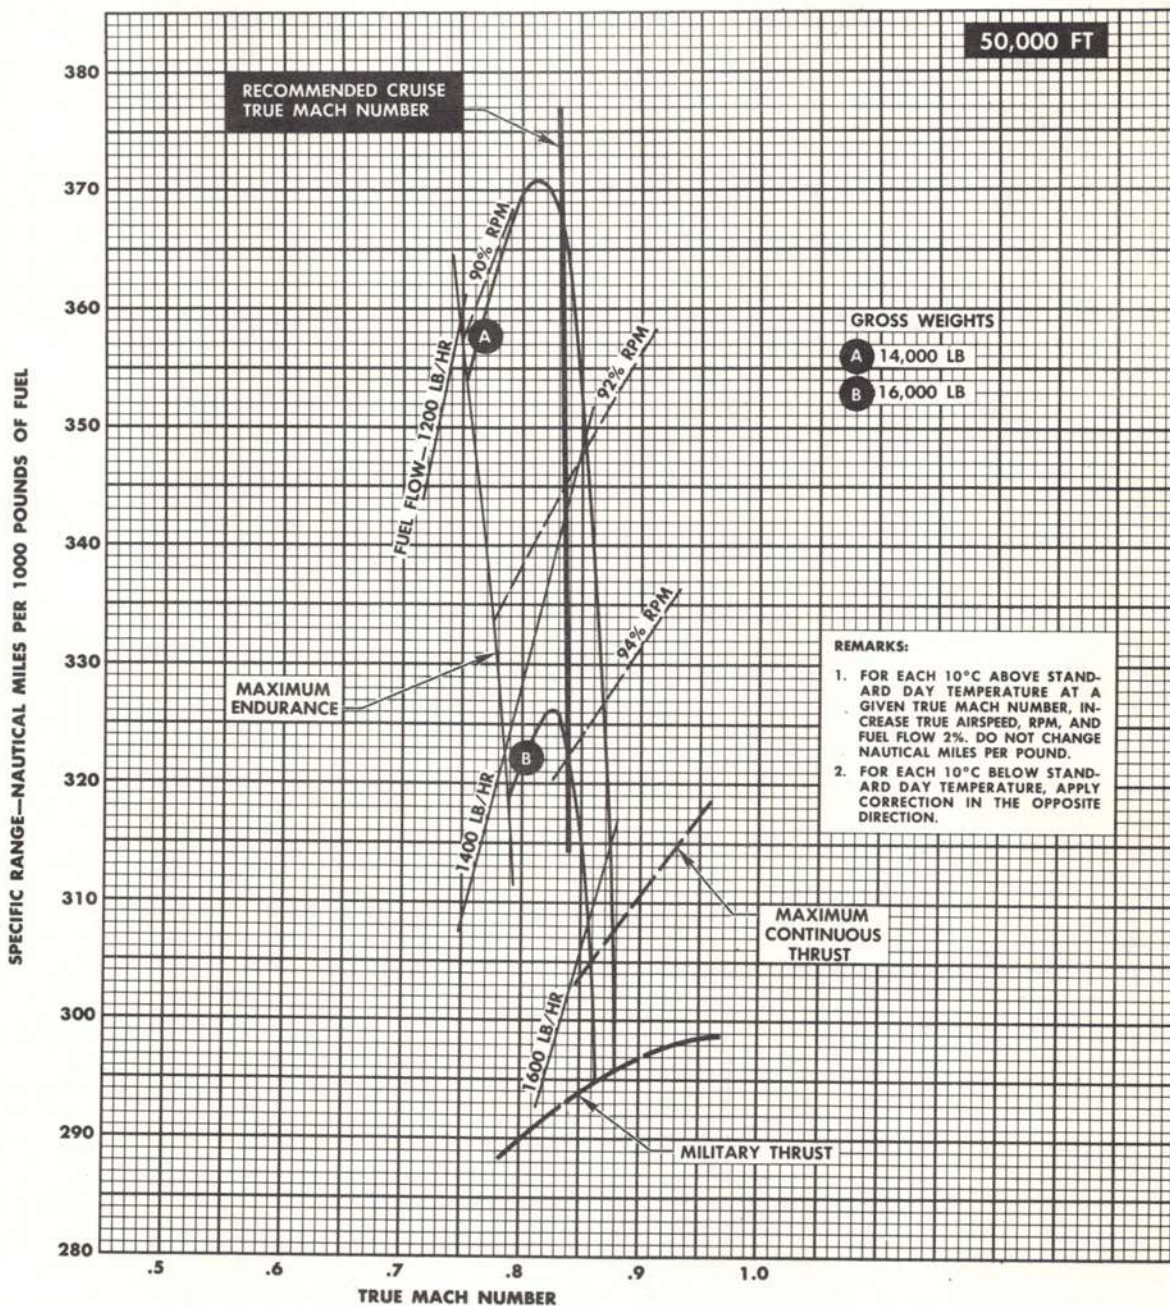 50,000 FT
380
370
360
350
340
330
320
310
300
290
280
SPECIFIC RANGE—NAUTICAL MILES PER 1000 POUNDS OF FUEL
RECOMMENDED CRUISE
TRUE MACH NUMBER
90% RPM
A
FUEL FLOW—1200 LB/HR
92% RPM
GROSS WEIGHTS
A 14,000 LB
B 16,000 LB
94% RPM
MAXIMUM
ENDURANCE
B
1400 LB/HR
REMARKS:
1. FOR EACH 10°C ABOVE STAND-
ARD DAY TEMPERATURE AT A
GIVEN TRUE MACH NUMBER, IN-
CREASE TRUE AIRSPEED, RPM, AND
FUEL FLOW 2%. DO NOT CHANGE
NAUTICAL MILES PER POUND.
2. FOR EACH 10°C BELOW STAND-
ARD DAY TEMPERATURE, APPLY
CORRECTION IN THE OPPOSITE
DIRECTION.
MAXIMUM
CONTINUOUS
THRUST
1600 LB/HR
MILITARY THRUST
.5 .6 .7 .8 .9 1.0
TRUE MACH NUMBER